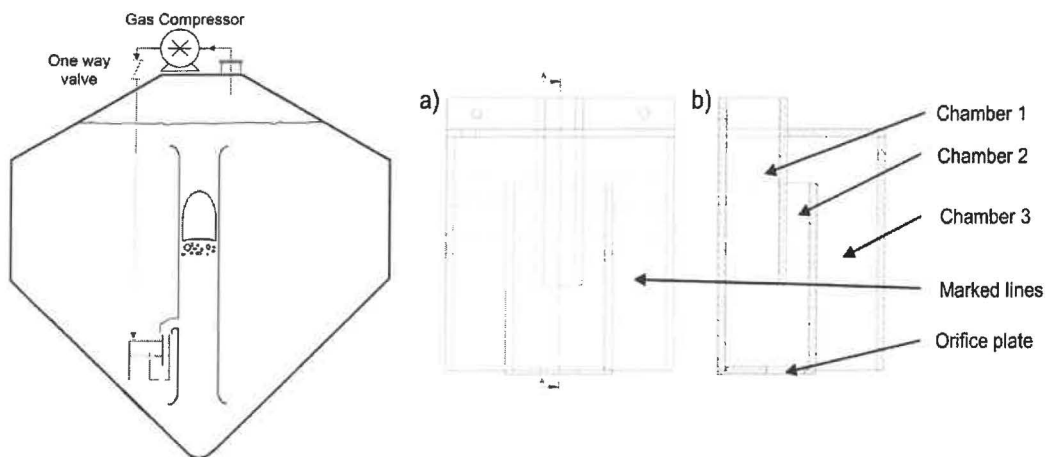 Gas Compressor
One way
valve
a)
A
A
b)
Chamber 1
Chamber 2
Chamber 3
Marked lines
Orifice plate